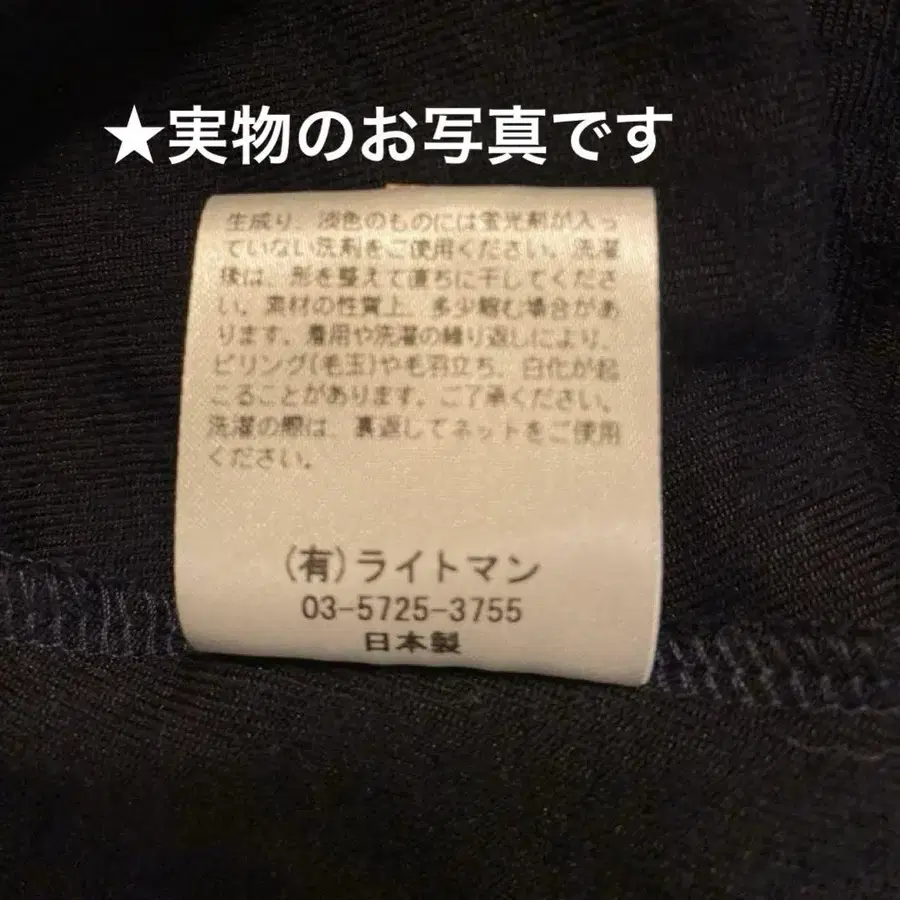 ★実物のお写真です
生成り、淡色のものには蛍光剤が入っ
ていない洗剤をご使用ください。洗濯
後は、形を整えて直ちに干してくださ
い。素材の性質上、多少縮む場合があ
ります。着用や洗濯の繰り返しにより、
ピリング(毛玉)や毛羽立ち、白化が起
こることがあります。ご了承ください。
洗濯の際は、裏返してネットをご使用
ください。
(有)ライトマン
03-5725-3755
日本製